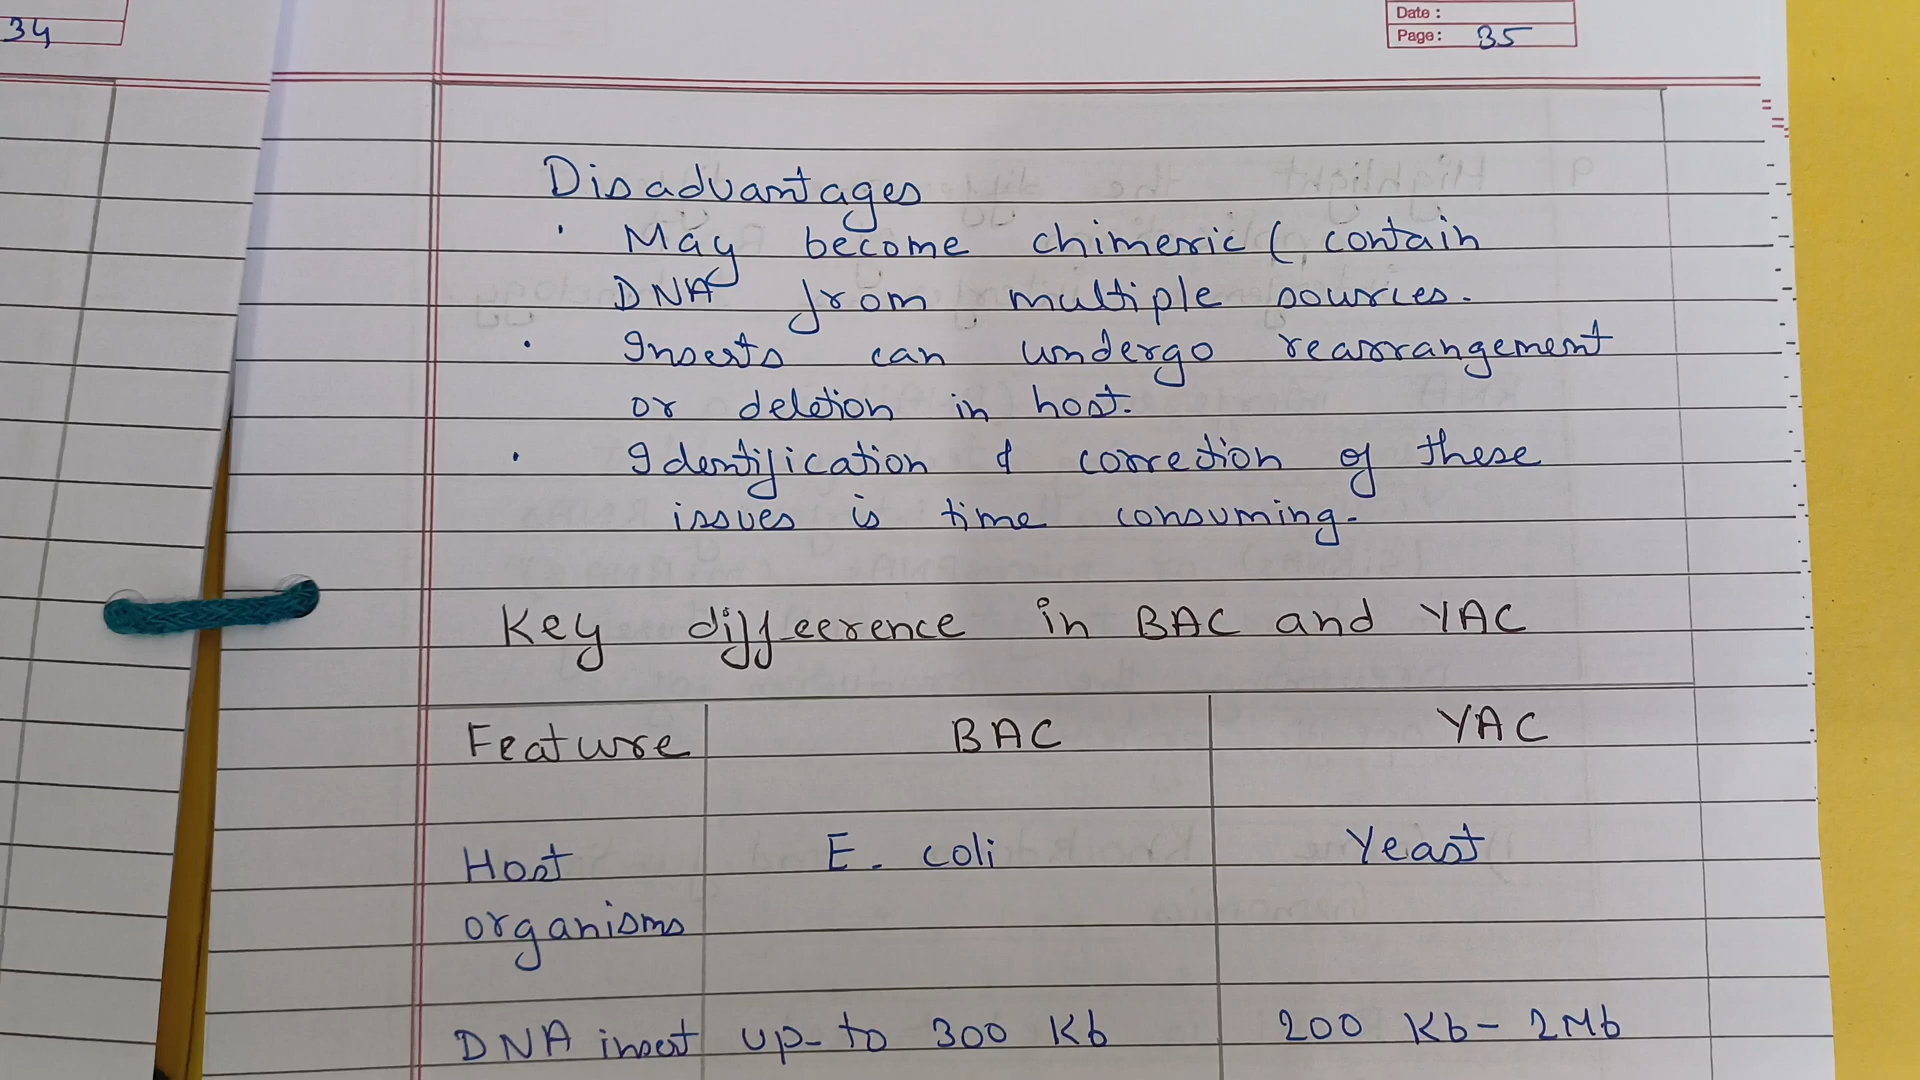 34
Date :
Page : 35
Disadvantages
· May become chimeric ( contain
DNA from multiple sources.
· Inserts can undergo rearrangement
or deletion in host.
· Identification & correction of these
issues is time consuming.
Key diffeerence in BAC and YAC
Feature BAC YAC
Host E. coli Yeast
organisms
DNA insert up-to 300 Kb 200 Kb - 2Mb